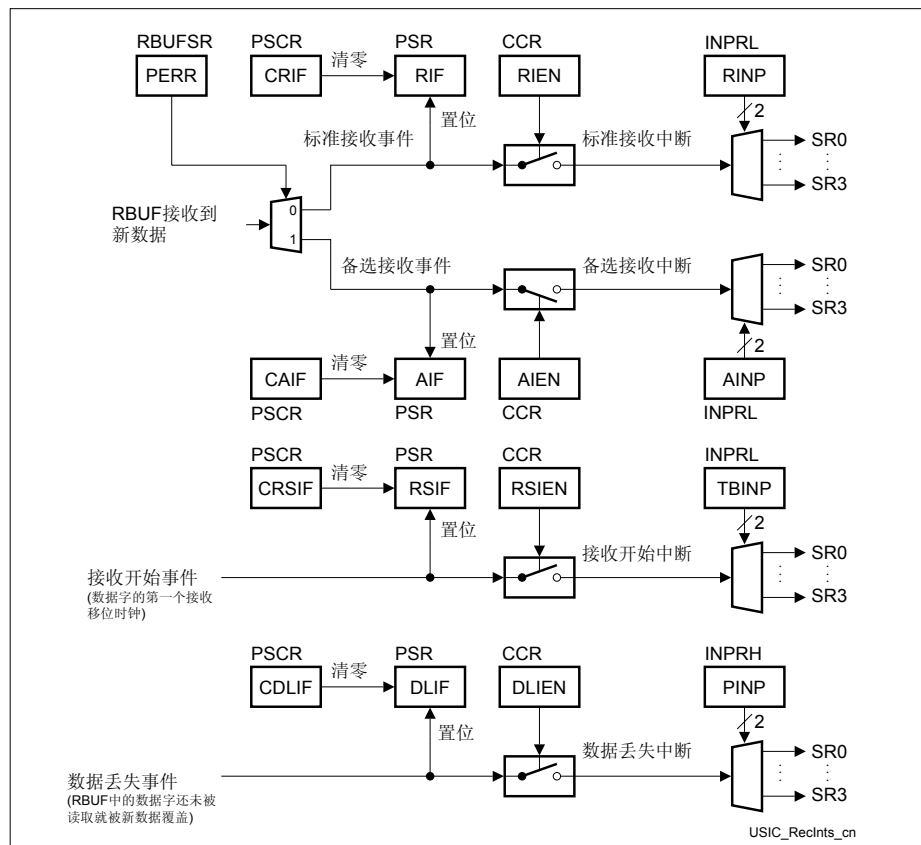 RBUFSR
PSCR
PSR
CCR
INPRL
PERR
CRIF
清零
RIF
RIEN
RINP
置位
2
标准接收事件
标准接收中断
SR0
SR3
RBUF接收到
新数据
0
1
备选接收事件
备选接收中断
SR0
SR3
置位
2
CAIF
清零
AIF
AIEN
AINP
PSCR
PSR
CCR
INPRL
PSCR
PSR
CCR
INPRL
CRSIF
清零
RSIF
RSIEN
TBINP
置位
2
接收开始事件
(数据字的第一个接收
移位时钟)
接收开始中断
SR0
SR3
PSCR
PSR
CCR
INPRH
CDLIF
清零
DLIF
DLIEN
PINP
置位
2
数据丢失事件
(RBUF中的数据字还未被
读取就被新数据覆盖)
数据丢失中断
SR0
SR3
USIC_RecInts_cn